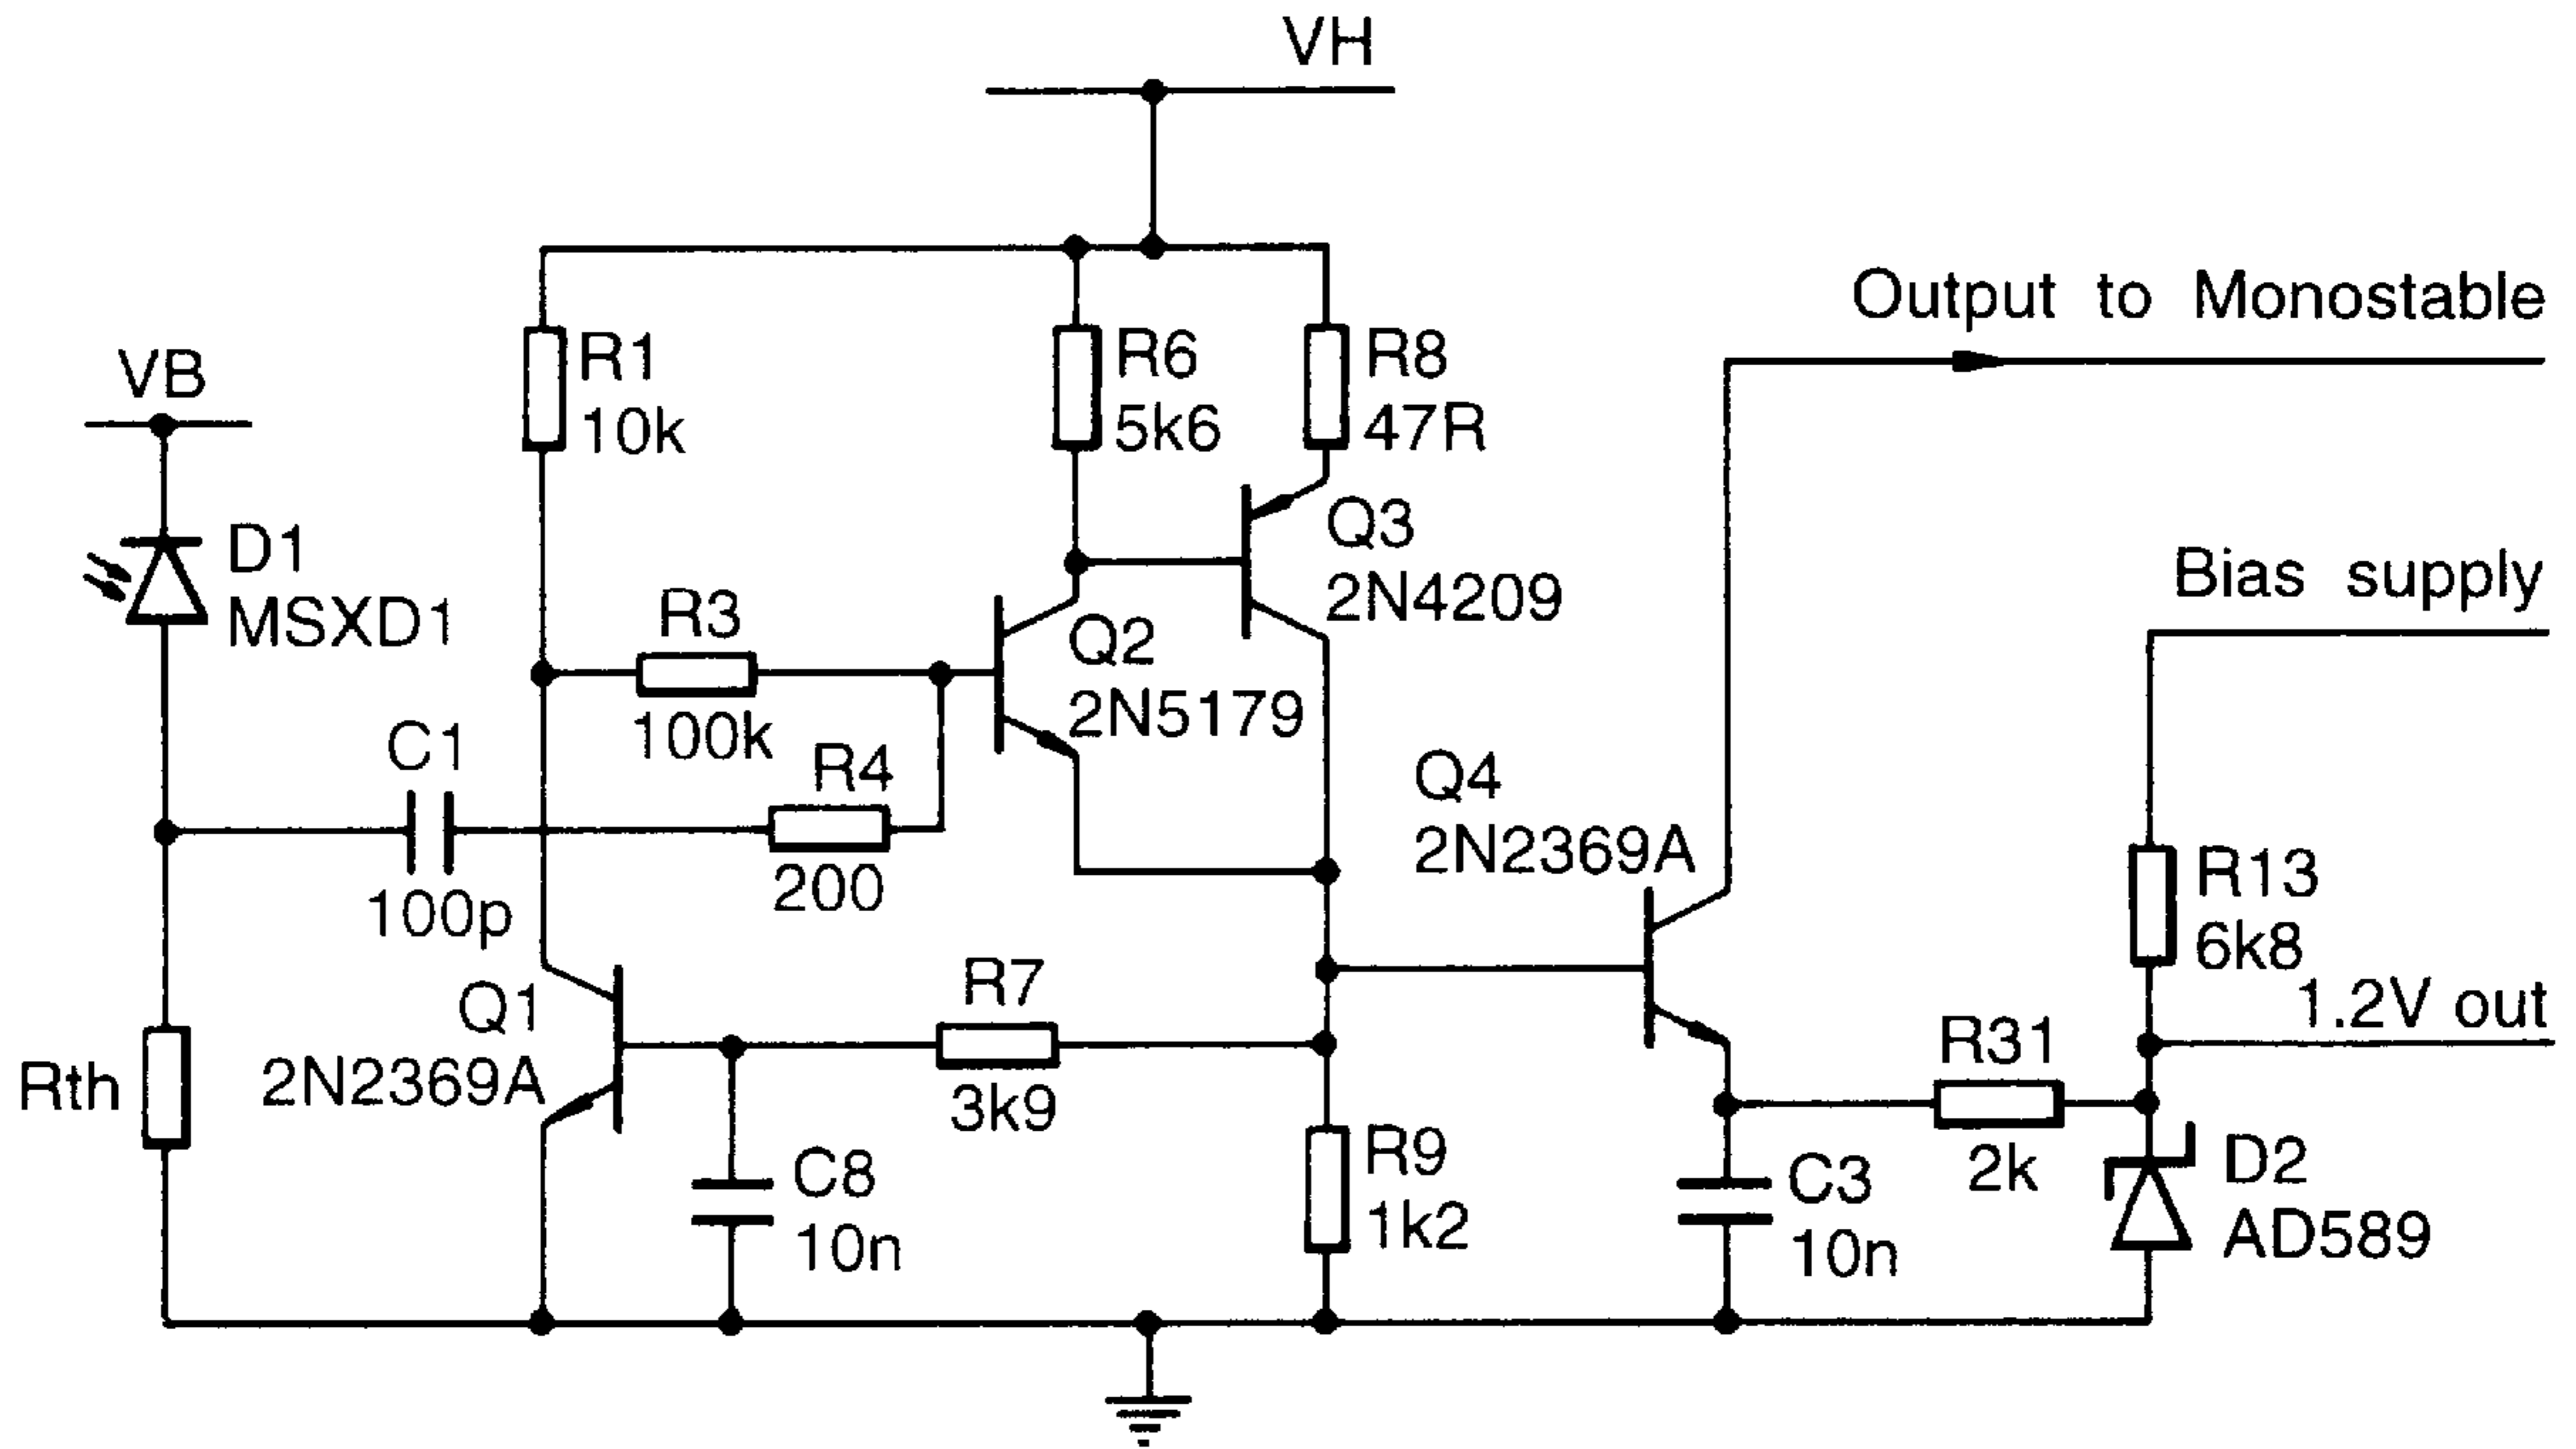 VH
Output to Monostable
R1
10k
R6
5k6
R8
47R
VB
D1
MSXD1
Q3
2N4209
Bias supply
R3
100k
Q2
2N5179
C1
100p
R4
200
Q4
2N2369A
R13
6k8
Q1
2N2369A
R7
3k9
1.2V out
R31
2k
Rth
C8
10n
R9
1k2
C3
10n
D2
AD589